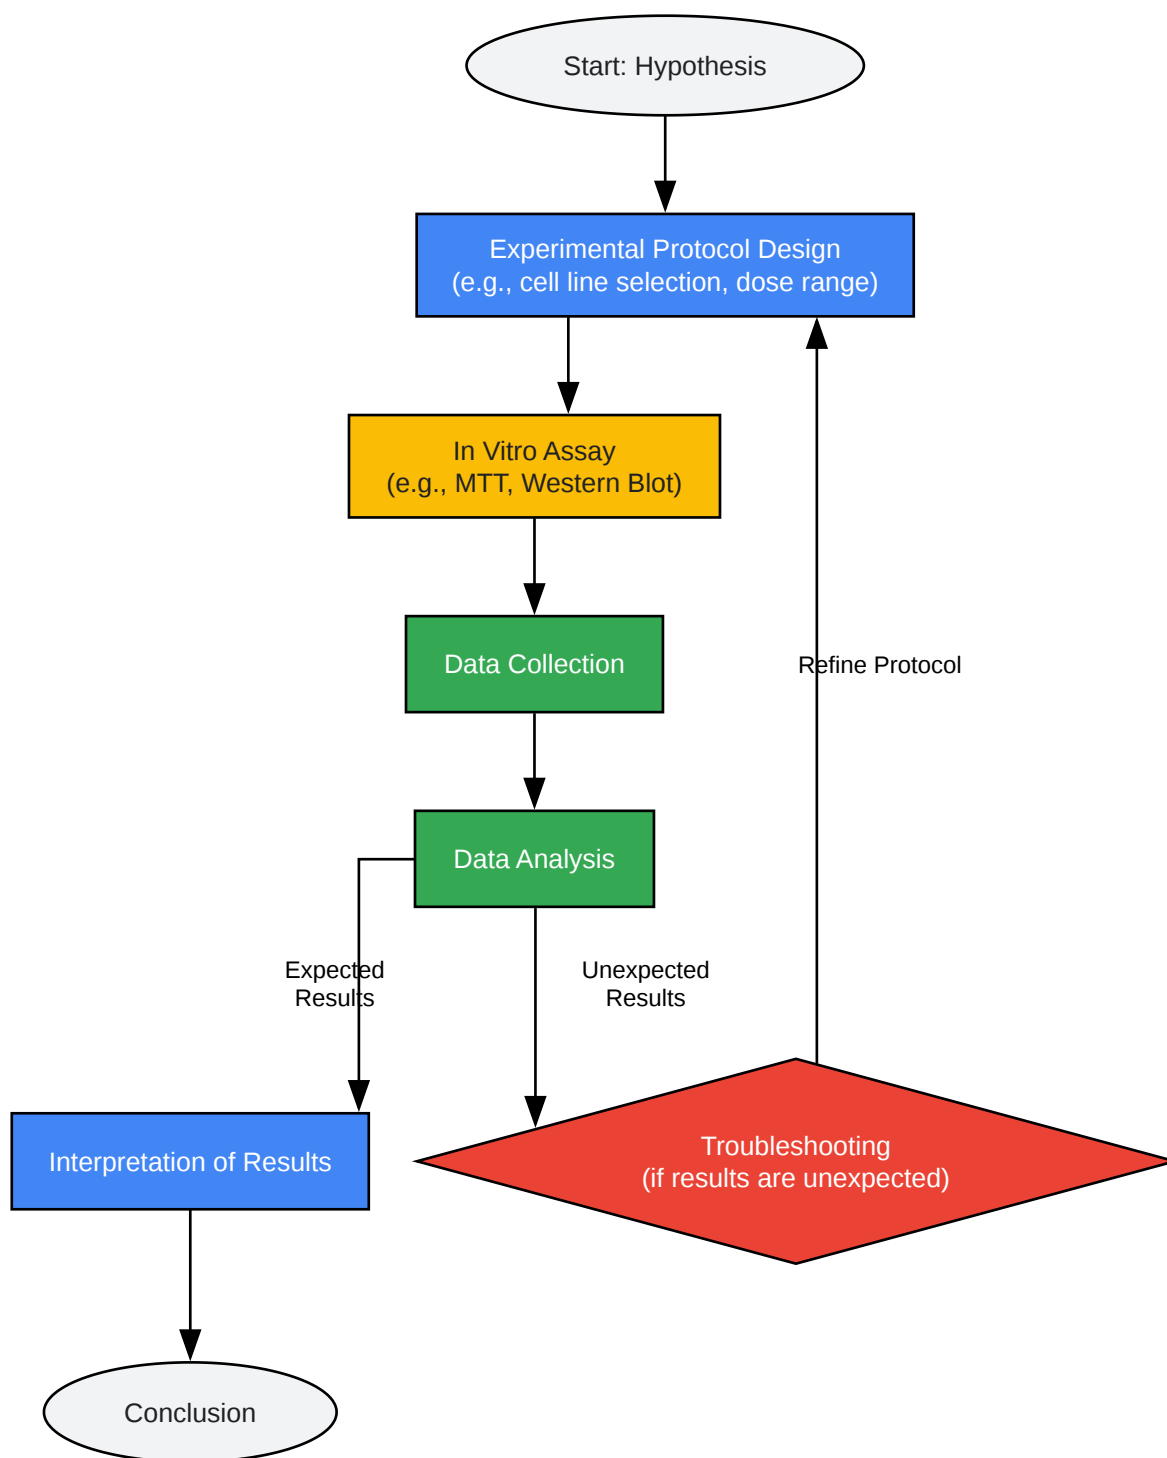 Start: Hypothesis
Experimental Protocol Design
(e.g., cell line selection, dose range)
In Vitro Assay
(e.g., MTT, Western Blot)
Data Collection
Refine Protocol
Data Analysis
Expected
Results
Unexpected
Results
Troubleshooting
(if results are unexpected)
Interpretation of Results
Conclusion